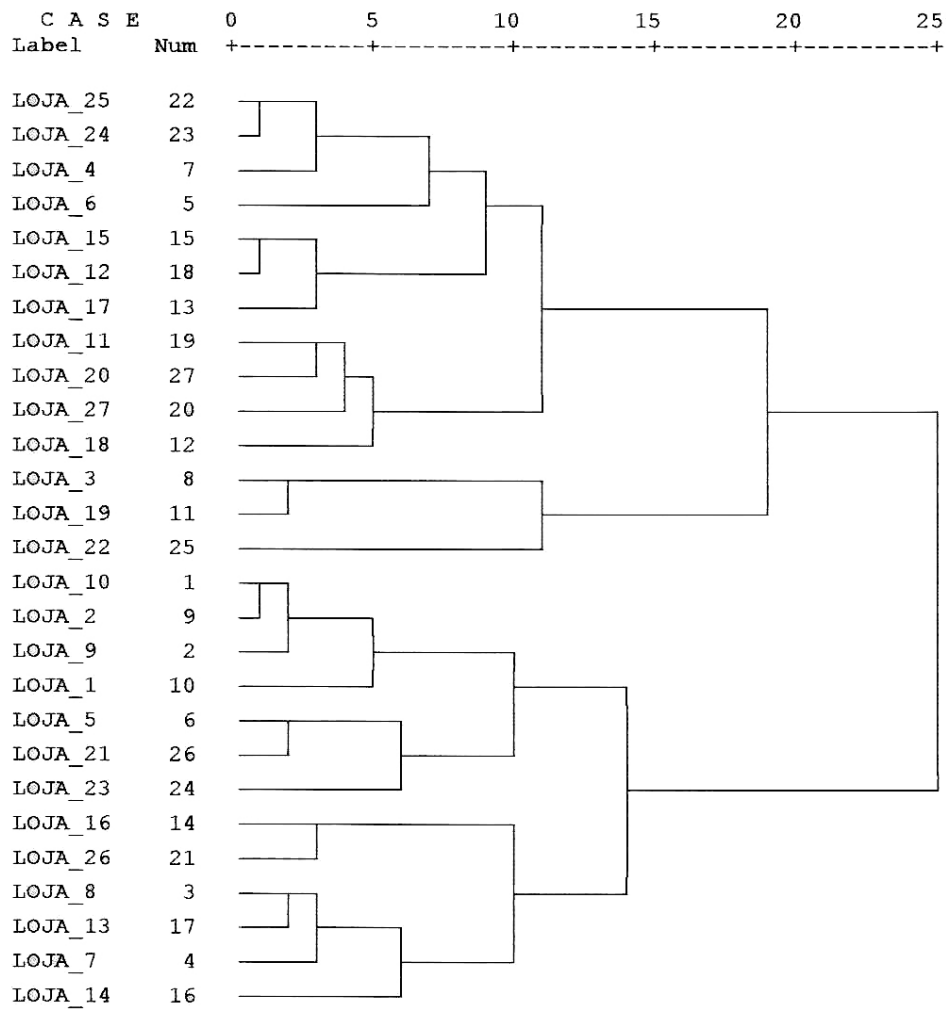 C A S E 0 5 10 15 20 25
Label Num +---------+---------+---------+---------+---------+
LOJA_25 22
LOJA_24 23
LOJA_4 7
LOJA_6 5
LOJA_15 15
LOJA_12 18
LOJA_17 13
LOJA_11 19
LOJA_20 27
LOJA_27 20
LOJA_18 12
LOJA_3 8
LOJA_19 11
LOJA_22 25
LOJA_10 1
LOJA_2 9
LOJA_9 2
LOJA_1 10
LOJA_5 6
LOJA_21 26
LOJA_23 24
LOJA_16 14
LOJA_26 21
LOJA_8 3
LOJA_13 17
LOJA_7 4
LOJA_14 16